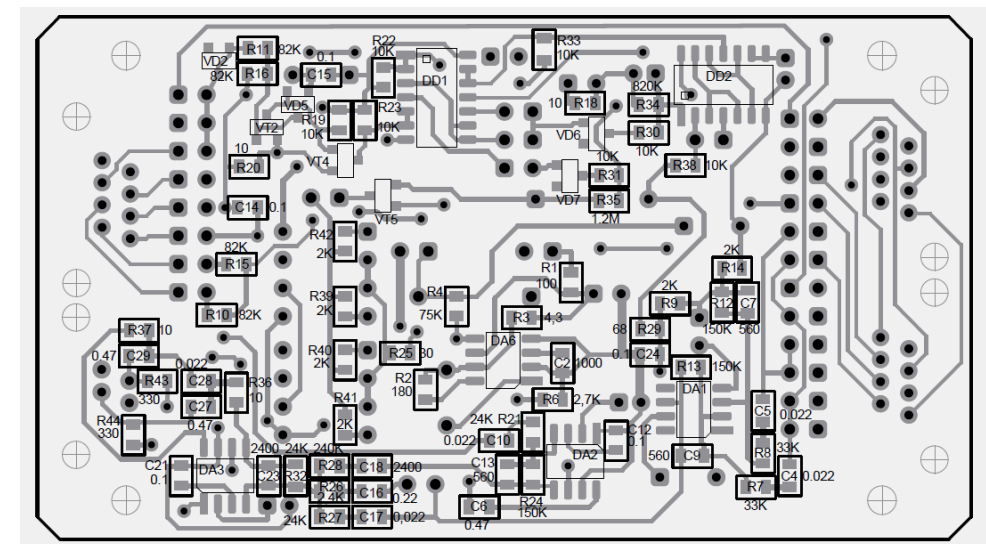 R11 82K
VD2
82K R16
0.1
C15
R22
10K
DD1
R33
10K
DD2
820K
R34
10 R18
VD5
R19
10K
R23
10K
VT2
VT4
VD6
R30
10K
10
R20
10K
R31
R38 10K
VD7
R35
1.2M
C14 0.1
VT5
R42
2K
82K
R15
R1
100
2K
R14
R39
2K
R4
75K
2K
R9
R12
150K
C7
560
R10 82K
R3 4,3
68 R29
R37 10
0.47
C29
0.022
R40
2K
R25 30
DA6
C2 1000
0.1 C24
R13 150K
R43
330
C28
R36
10
R2
180
DA1
C27
0.47
R41
2K
R6 2,7K
C5
0.022
R44
330
24K R21
0.022 C10
C12
0.1
33K
R8
2400 24K 240K
C21
0.1
DA3
C23
R32
R28 C18 2400
C13
560
DA2
560 C9
C4 0.022
R26
2.4K
C16
0.22
R24
150K
R7
33K
C6
0.47
24K R27 C17 0,022